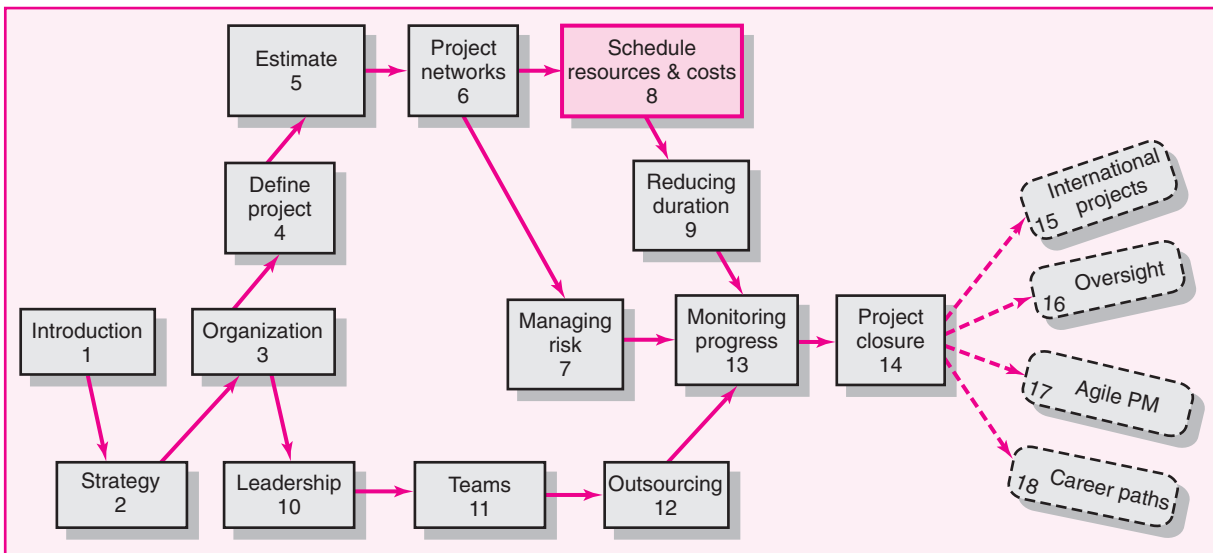 Estimate
5
Project
networks
6
Schedule
resources & costs
8
Define
project
4
Reducing
duration
9
International
projects
15
Oversight
16
Introduction
1
Organization
3
Managing
risk
7
Monitoring
progress
13
Project
closure
14
Agile PM
17
Strategy
2
Leadership
10
Teams
11
Outsourcing
12
Career paths
18